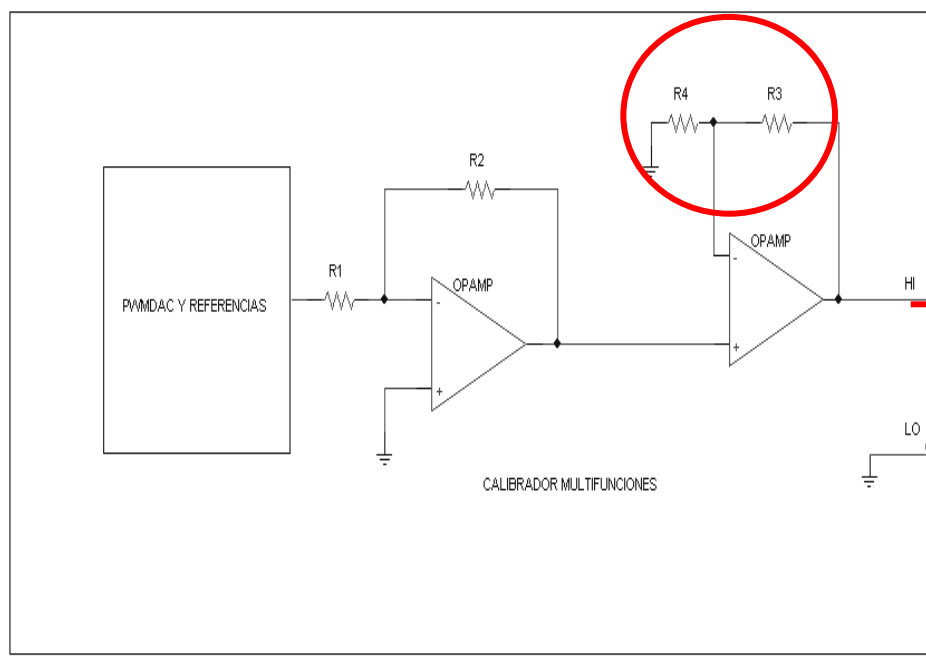 R4
R3
R2
OPAMP
-
+
R1
OPAMP
-
+
PWMDAC Y REFERENCIAS
HI
LO
CALIBRADOR MULTIFUNCIONES